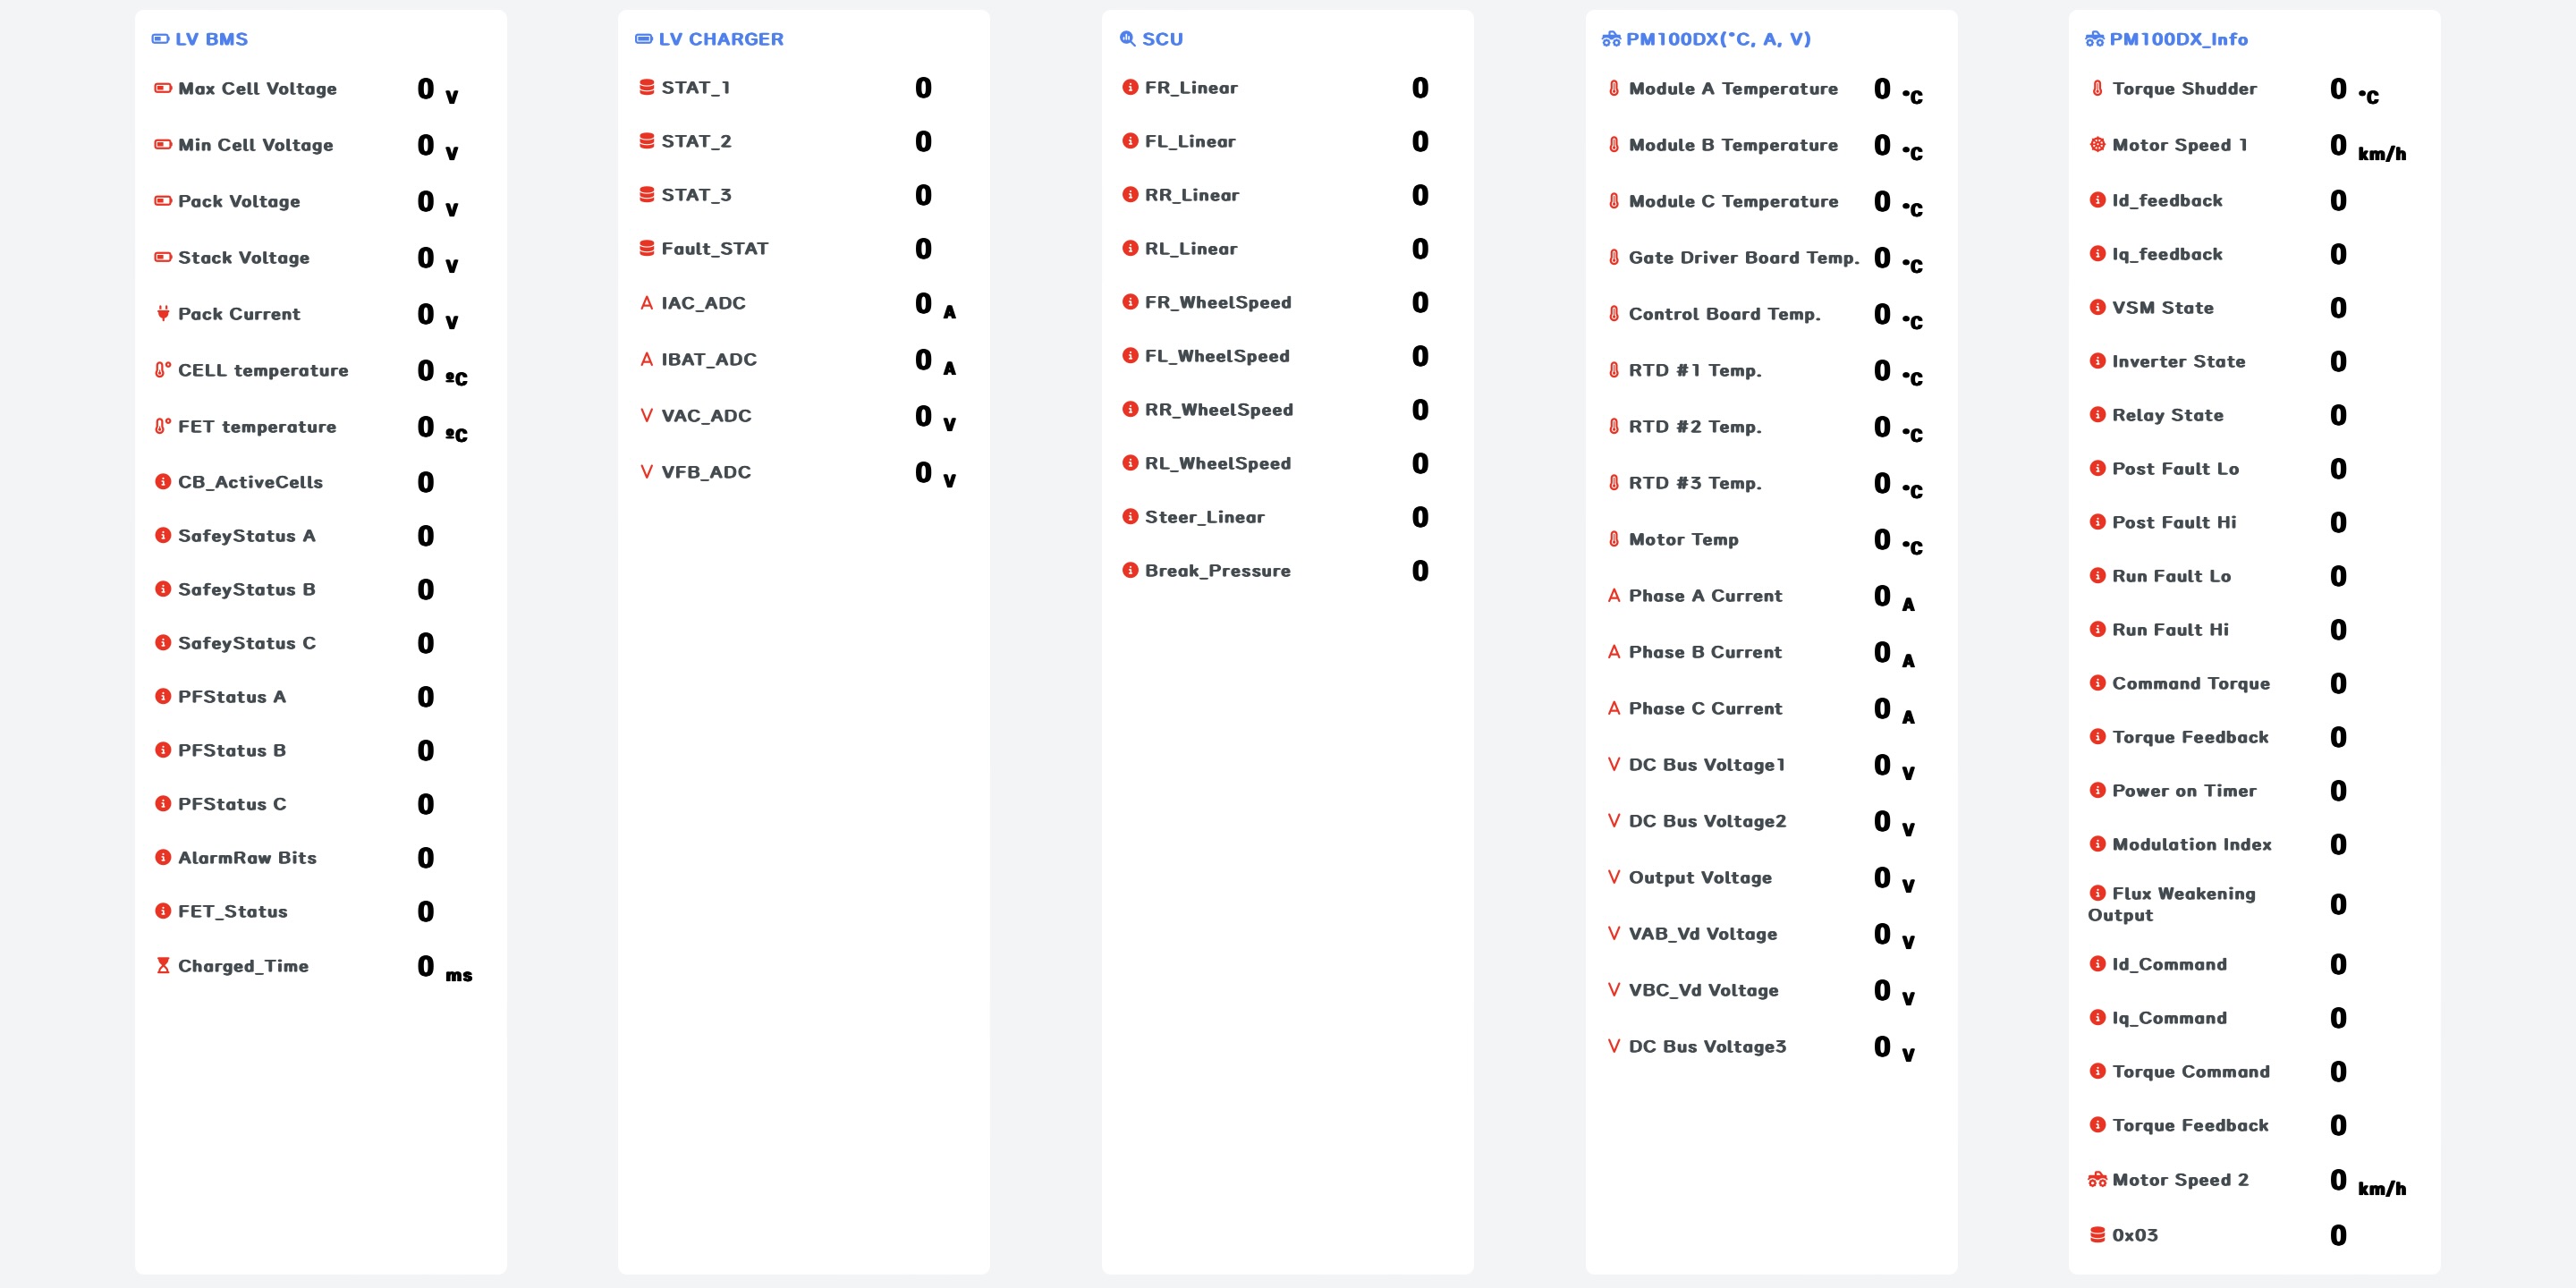 LV BMS
Max Cell Voltage 0 V
Min Cell Voltage 0 V
Pack Voltage 0 V
Stack Voltage 0 V
Pack Current 0 V
CELL temperature 0 ºC
FET temperature 0 ºC
CB_ActiveCells 0
SafeyStatus A 0
SafeyStatus B 0
SafeyStatus C 0
PFStatus A 0
PFStatus B 0
PFStatus C 0
AlarmRaw Bits 0
FET_Status 0
Charged_Time 0 ms
LV CHARGER
STAT_1 0
STAT_2 0
STAT_3 0
Fault_STAT 0
A IAC_ADC 0 A
A IBAT_ADC 0 A
V VAC_ADC 0 V
V VFB_ADC 0 V
SCU
FR_Linear 0
FL_Linear 0
RR_Linear 0
RL_Linear 0
FR_WheelSpeed 0
FL_WheelSpeed 0
RR_WheelSpeed 0
RL_WheelSpeed 0
Steer_Linear 0
Break_Pressure 0
PM100DX(°C, A, V)
Module A Temperature 0 °C
Module B Temperature 0 °C
Module C Temperature 0 °C
Gate Driver Board Temp. 0 °C
Control Board Temp. 0 °C
RTD #1 Temp. 0 °C
RTD #2 Temp. 0 °C
RTD #3 Temp. 0 °C
Motor Temp 0 °C
A Phase A Current 0 A
A Phase B Current 0 A
A Phase C Current 0 A
V DC Bus Voltage1 0 V
V DC Bus Voltage2 0 V
V Output Voltage 0 V
V VAB_Vd Voltage 0 V
V VBC_Vd Voltage 0 V
V DC Bus Voltage3 0 V
PM100DX_Info
Torque Shudder 0 °C
Motor Speed 1 0 km/h
Id_feedback 0
Iq_feedback 0
VSM State 0
Inverter State 0
Relay State 0
Post Fault Lo 0
Post Fault Hi 0
Run Fault Lo 0
Run Fault Hi 0
Command Torque 0
Torque Feedback 0
Power on Timer 0
Modulation Index 0
Flux Weakening
Output 0
Id_Command 0
Iq_Command 0
Torque Command 0
Torque Feedback 0
Motor Speed 2 0 km/h
0x03 0